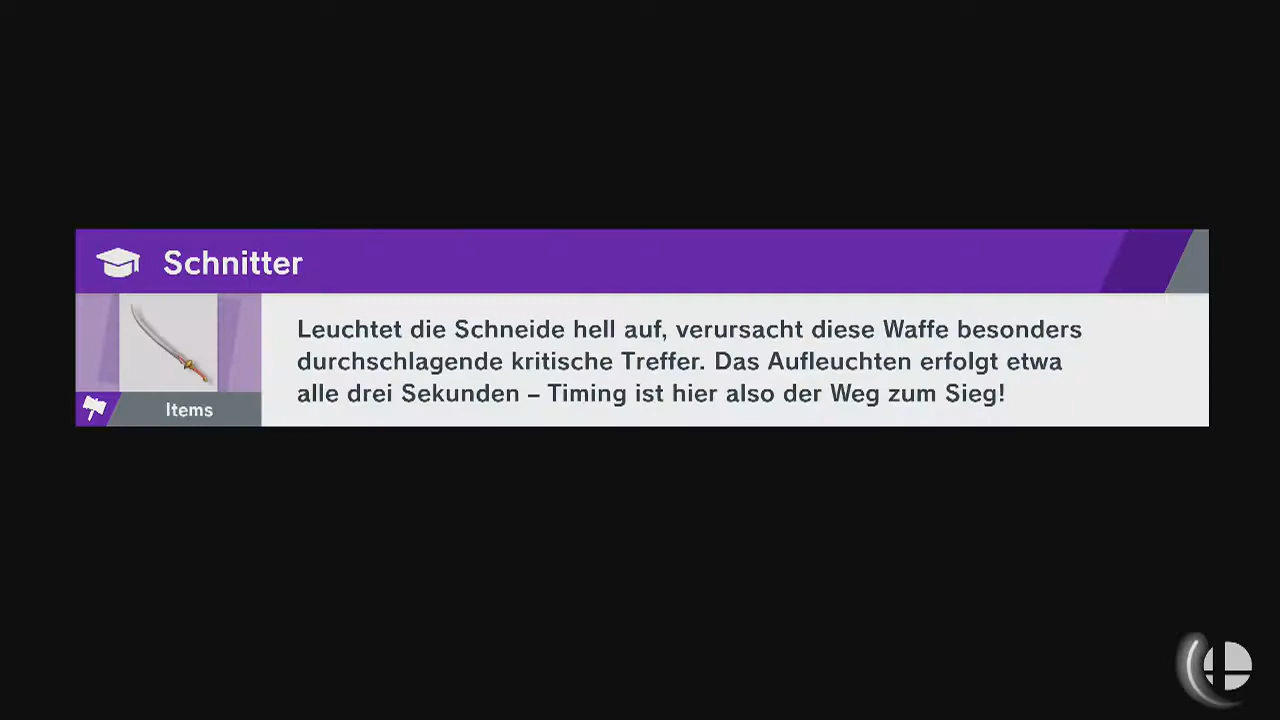 Schnitter
Leuchtet die Schneide hell auf, verursacht diese Waffe besonders
durchschlagende kritische Treffer. Das Aufleuchten erfolgt etwa
alle drei Sekunden – Timing ist hier also der Weg zum Sieg!
Items